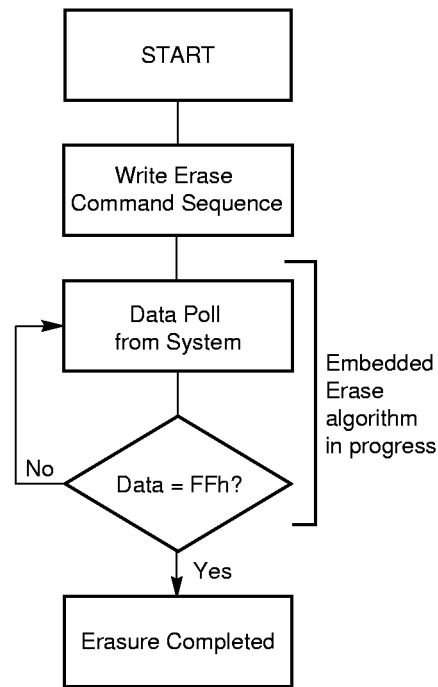 START
Write Erase
Command Sequence
Data Poll
from System
Embedded
Erase
algorithm
in progress
No
Data = FFh?
Yes
Erasure Completed